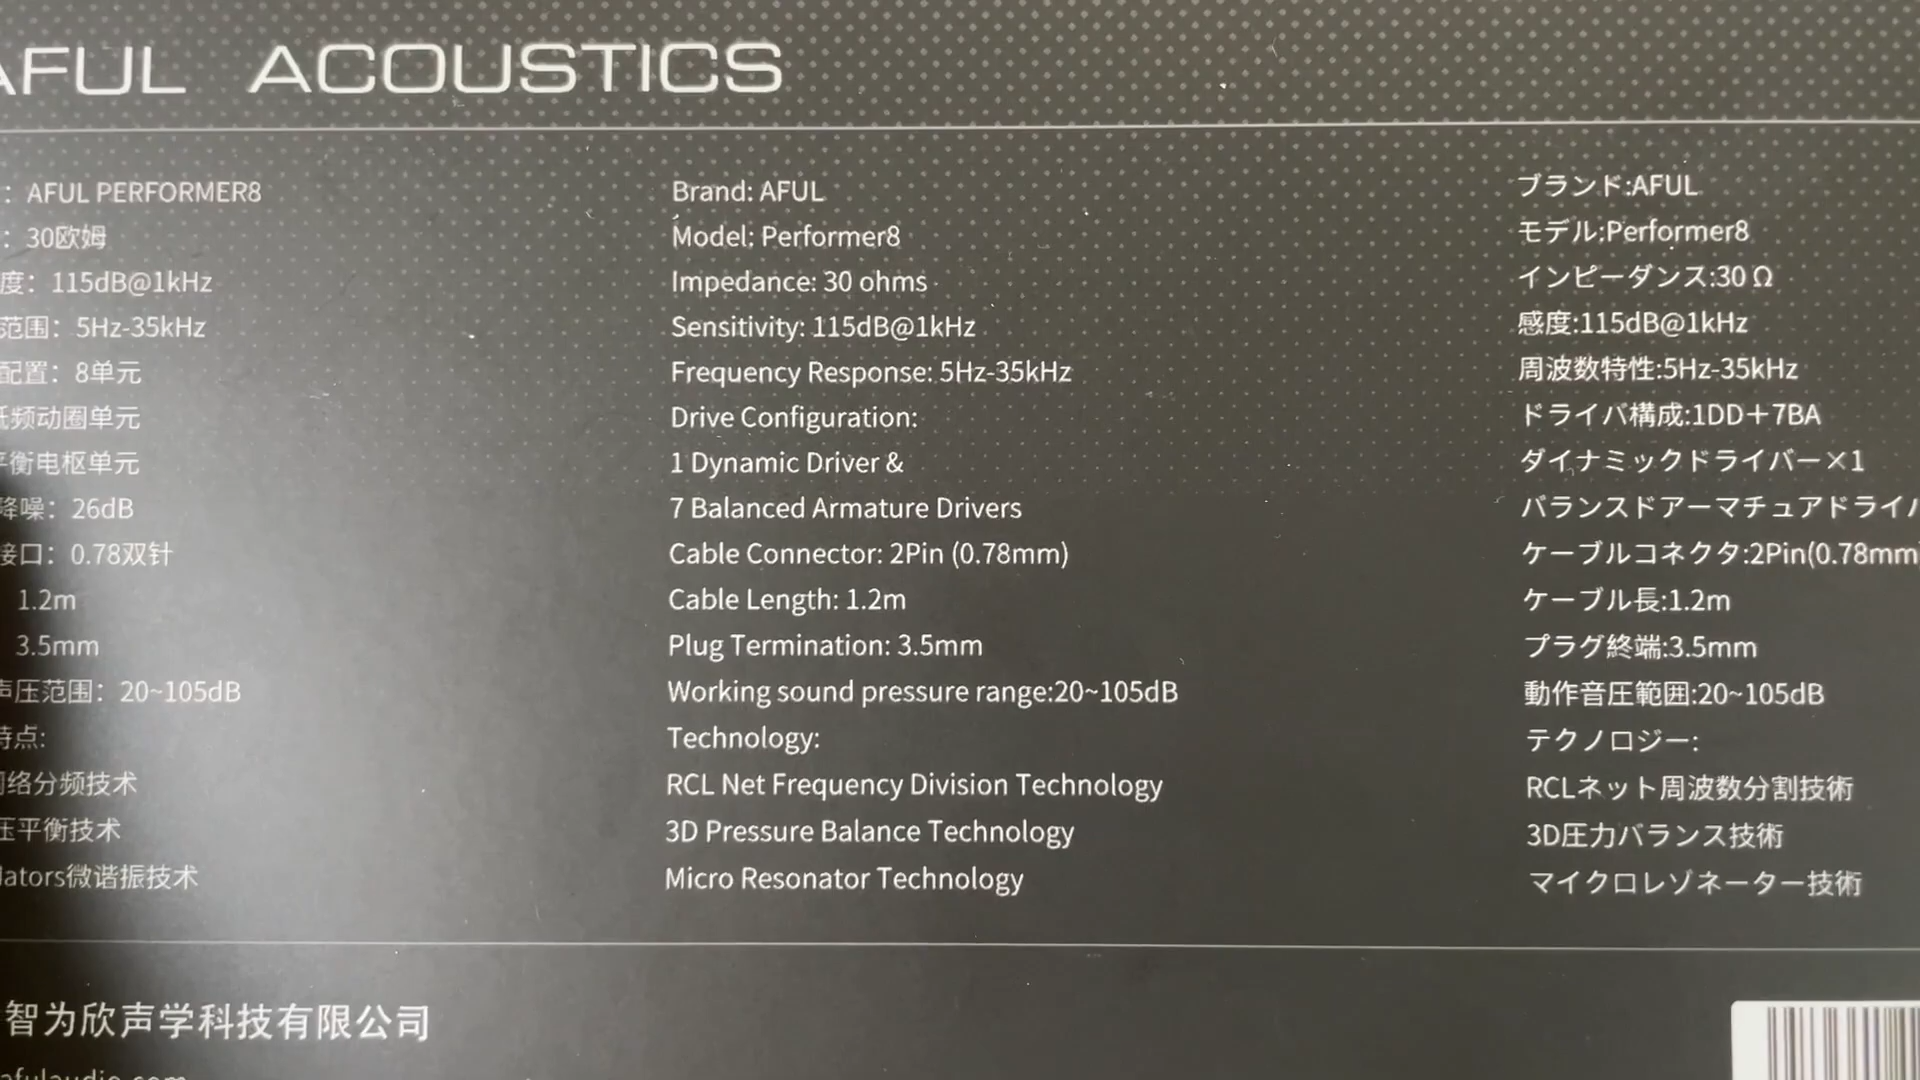 AFUL ACOUSTICS
: AFUL PERFORMER8
: 30欧姆
度: 115dB@1kHz
范围: 5Hz-35kHz
配置: 8单元
低频动圈单元
平衡电枢单元
降噪: 26dB
接口: 0.78双针
1.2m
3.5mm
声压范围: 20~105dB
特点:
网络分频技术
压平衡技术
lators微谐振技术
Brand: AFUL
Model: Performer8
Impedance: 30 ohms
Sensitivity: 115dB@1kHz
Frequency Response: 5Hz-35kHz
Drive Configuration:
1 Dynamic Driver &
7 Balanced Armature Drivers
Cable Connector: 2Pin (0.78mm)
Cable Length: 1.2m
Plug Termination: 3.5mm
Working sound pressure range:20~105dB
Technology:
RCL Net Frequency Division Technology
3D Pressure Balance Technology
Micro Resonator Technology
ブランド:AFUL
モデル:Performer8
インピーダンス:30 Ω
感度:115dB@1kHz
周波数特性:5Hz-35kHz
ドライバ構成:1DD＋7BA
ダイナミックドライバー×1
バランスドアーマチュアドライバ
ケーブルコネクタ:2Pin(0.78mm)
ケーブル長:1.2m
プラグ終端:3.5mm
動作音圧範囲:20~105dB
テクノロジー:
RCLネット周波数分割技術
3D圧力バランス技術
マイクロレゾネーター技術
智为欣声学科技有限公司
afulaudio.com